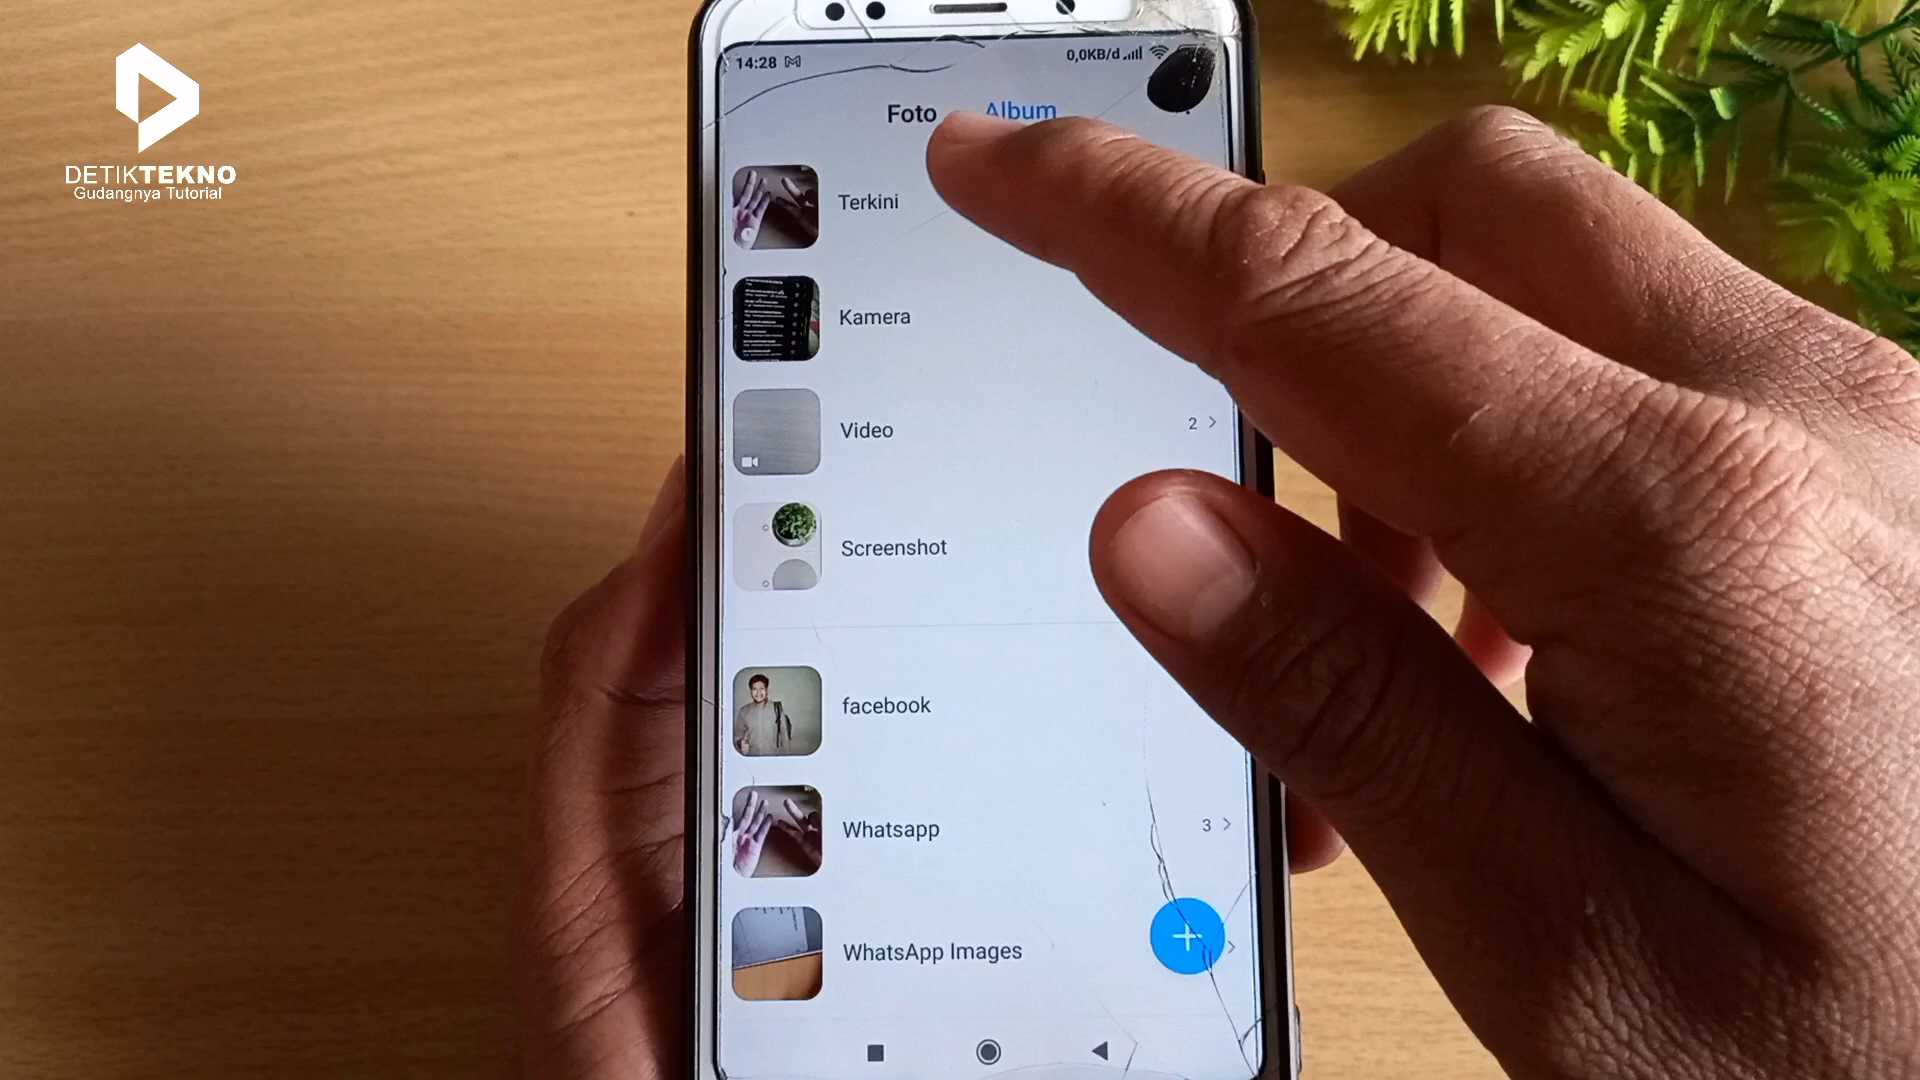 DETIKTEKNO
Gudangnya Tutorial
14:28
0,0KB/d
Foto
Album
Terkini
Kamera
Video
2
Screenshot
facebook
Whatsapp
3
WhatsApp Images